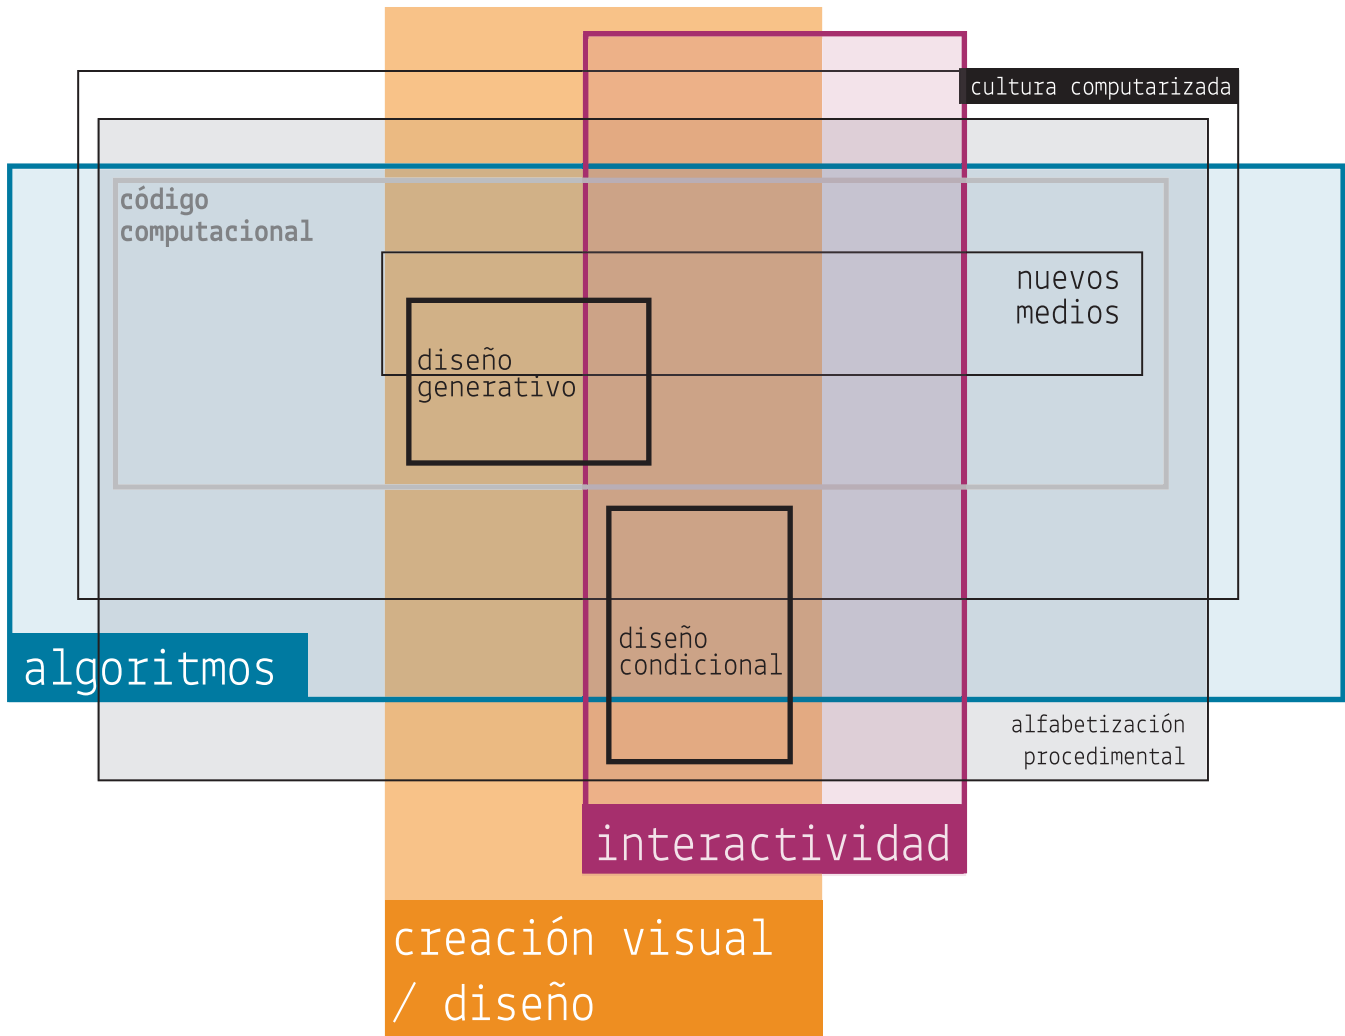 cultura computarizada
código
computacional
nuevos
medios
diseño
generativo
diseño
condicional
algoritmos
alfabetización
procedimental
interactividad
creación visual
/ diseño